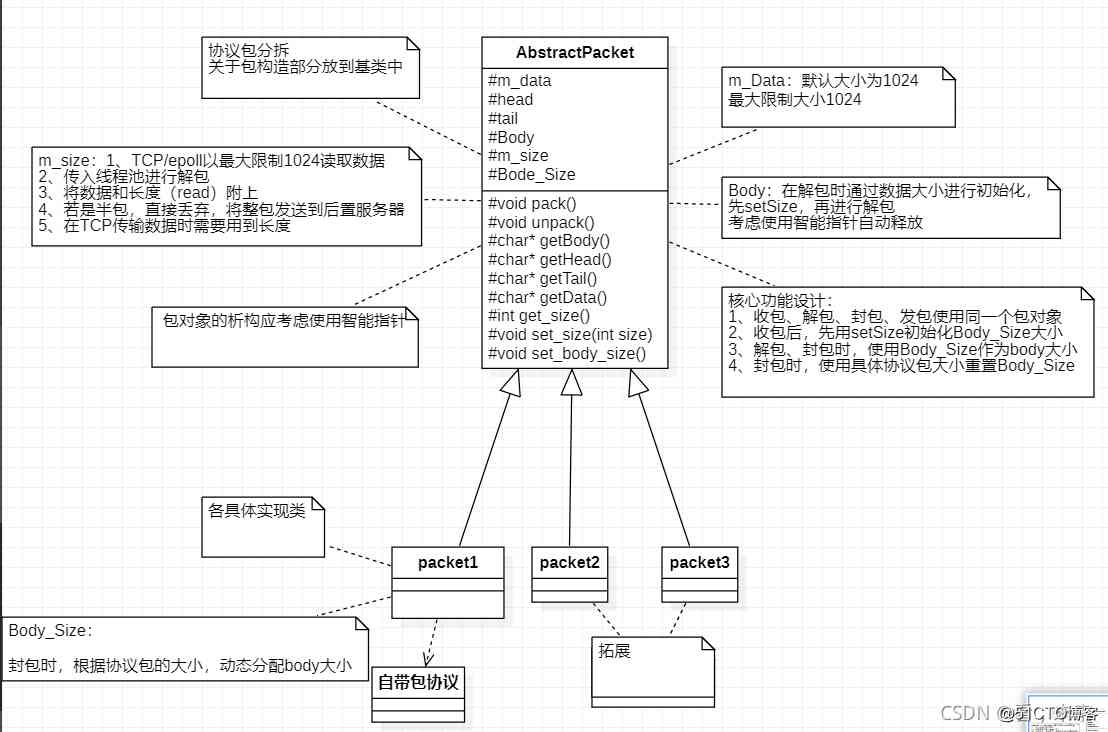 协议包分拆
关于包构造部分放到基类中
AbstractPacket
#m_data
#head
#tail
#Body
#m_size
#Bode_Size
#void pack()
#void unpack()
#char* getBody()
#char* getHead()
#char* getTail()
#char* getData()
#int get_size()
#void set_size(int size)
#void set_body_size()
m_Data：默认大小为1024
最大限制大小1024
m_size：1、TCP/epoll以最大限制1024读取数据
2、传入线程池进行解包
3、将数据和长度（read）附上
4、若是半包，直接丢弃，将整包发送到后置服务器
5、在TCP传输数据时需要用到长度
Body：在解包时通过数据大小进行初始化，
先setSize，再进行解包
考虑使用智能指针自动释放
包对象的析构应考虑使用智能指针
核心功能设计：
1、收包、解包、封包、发包使用同一个包对象
2、收包后，先用setSize初始化Body_Size大小
3、解包、封包时，使用Body_Size作为body大小
4、封包时，使用具体协议包大小重置Body_Size
各具体实现类
packet1
packet2
packet3
Body_Size：
封包时，根据协议包的大小，动态分配body大小
自带包协议
拓展
CSDN
@51CTO博客